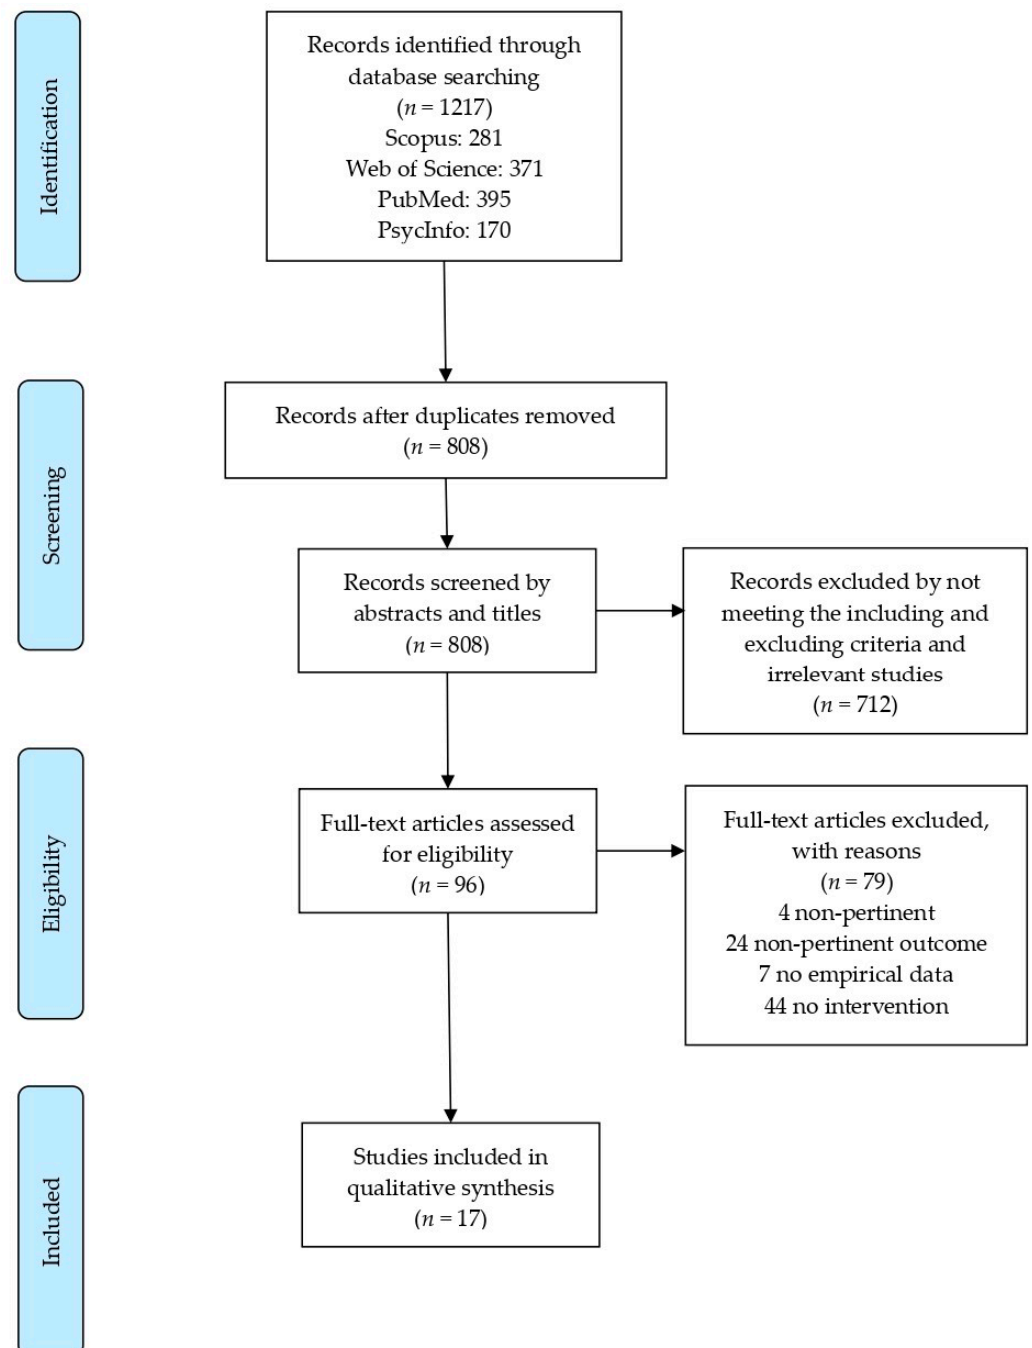 Identification
Records identified through
database searching
(n = 1217)
Scopus: 281
Web of Science: 371
PubMed: 395
PsycInfo: 170
Screening
Records after duplicates removed
(n = 808)
Records screened by
abstracts and titles
(n = 808)
Records excluded by not
meeting the including and
excluding criteria and
irrelevant studies
(n = 712)
Eligibility
Full-text articles assessed
for eligibility
(n = 96)
Full-text articles excluded,
with reasons
(n = 79)
4 non-pertinent
24 non-pertinent outcome
7 no empirical data
44 no intervention
Included
Studies included in
qualitative synthesis
(n = 17)